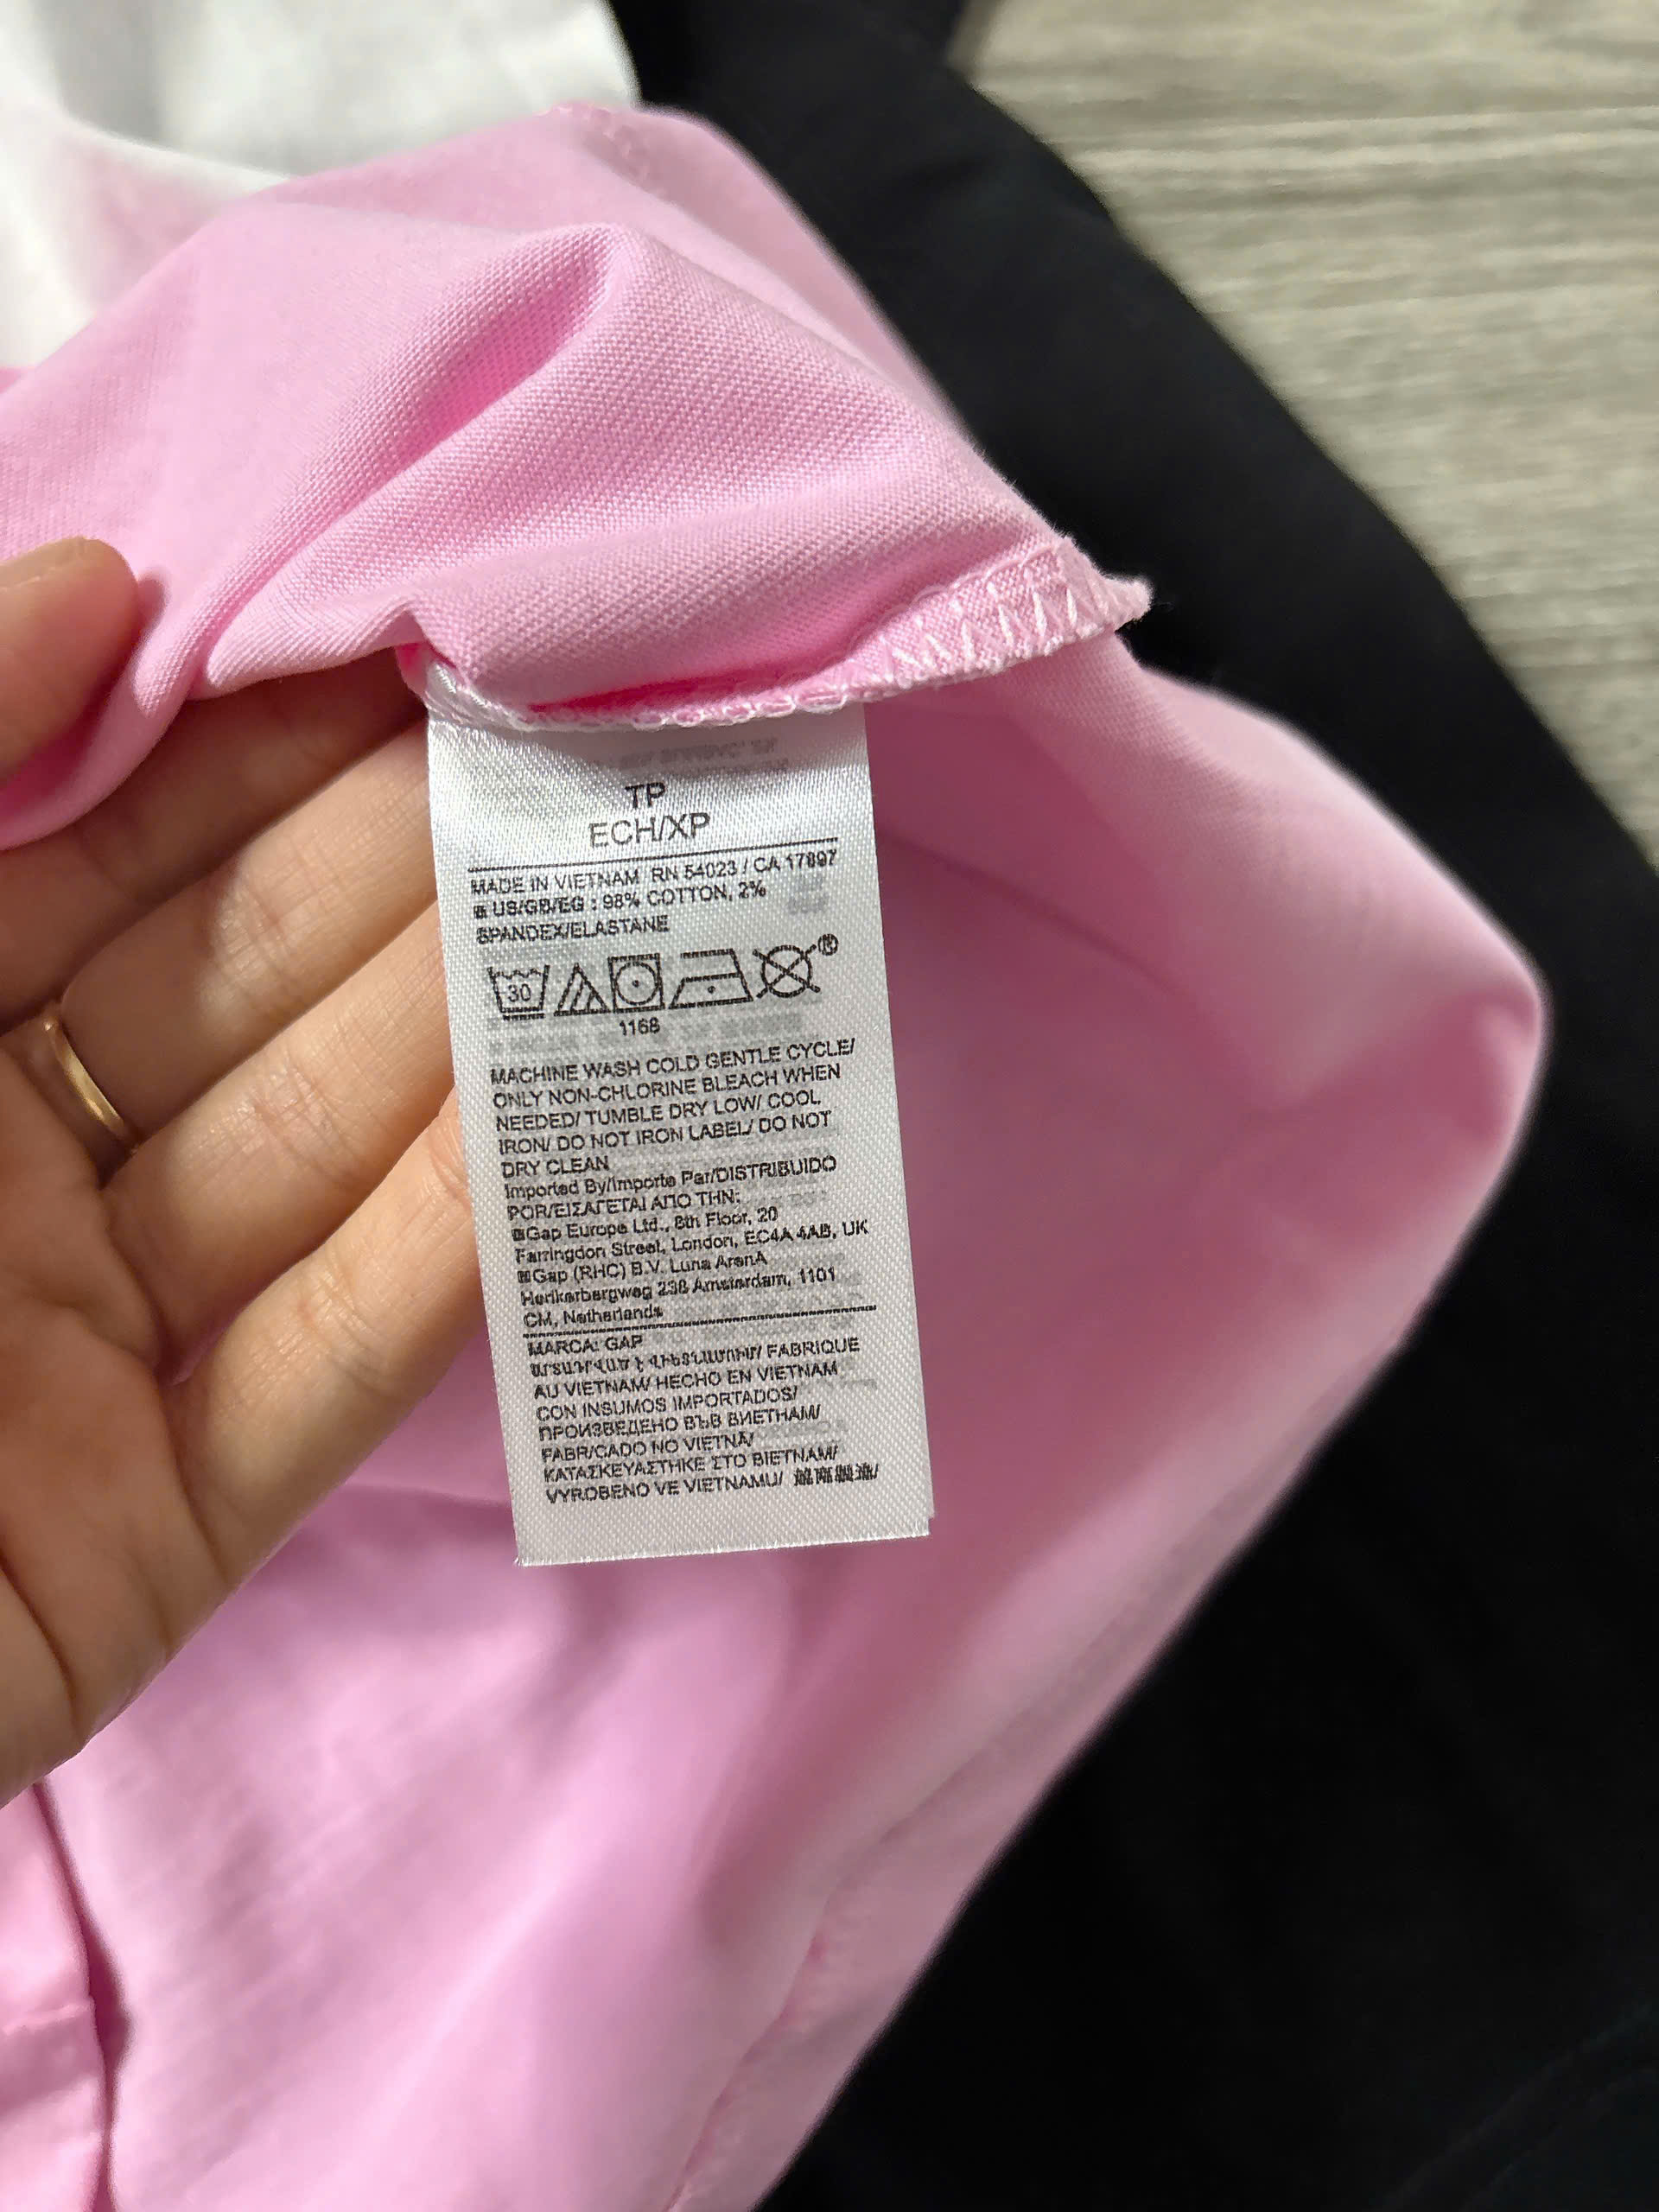 TP
ECH/XP
MADE IN VIETNAM RN 54023 / CA 17897
US/GB/EG : 98% COTTON, 2%
SPANDEX/ELASTANE
30
®
1168
MACHINE WASH COLD GENTLE CYCLE/
ONLY NON-CHLORINE BLEACH WHEN
NEEDED/ TUMBLE DRY LOW/ COOL
IRON/ DO NOT IRON LABEL/ DO NOT
DRY CLEAN
Imported By/Importe Par/DISTRIBUIDO
POR/ΕΙΣΑΓΕΤΑΙ ΑΠΟ ΤΗΝ:
Gap Europe Ltd., 8th Floor, 20
Farringdon Street, London, EC4A 4AB, UK
Gap (RHC) B.V. Luna ArenA
Herikerbergweg 238 Amsterdam, 1101
CM, Netherlands
MARCA: GAP
FABRIQUE
AU VIETNAM/ HECHO EN VIETNAM
CON INSUMOS IMPORTADOS/
ПРОИЗВЕДЕНО ВЪВ ВИЕТНАМ/
FABRICADO NO VIETNÃ/
ΚΑΤΑΣΚΕΥΑΣΤΗΚΕ ΣΤΟ ΒΙΕΤΝΑΜ/
VYROBENO VE VIETNAMU/